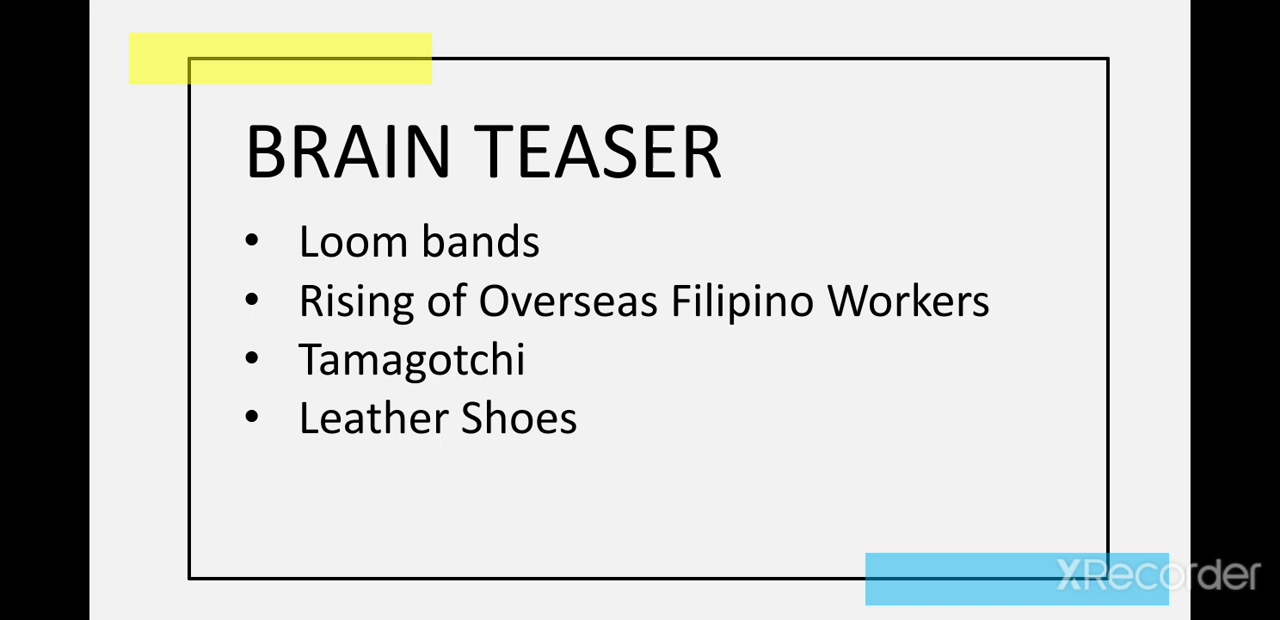 BRAIN TEASER
• Loom bands
• Rising of Overseas Filipino Workers
• Tamagotchi
• Leather Shoes
XRecorder